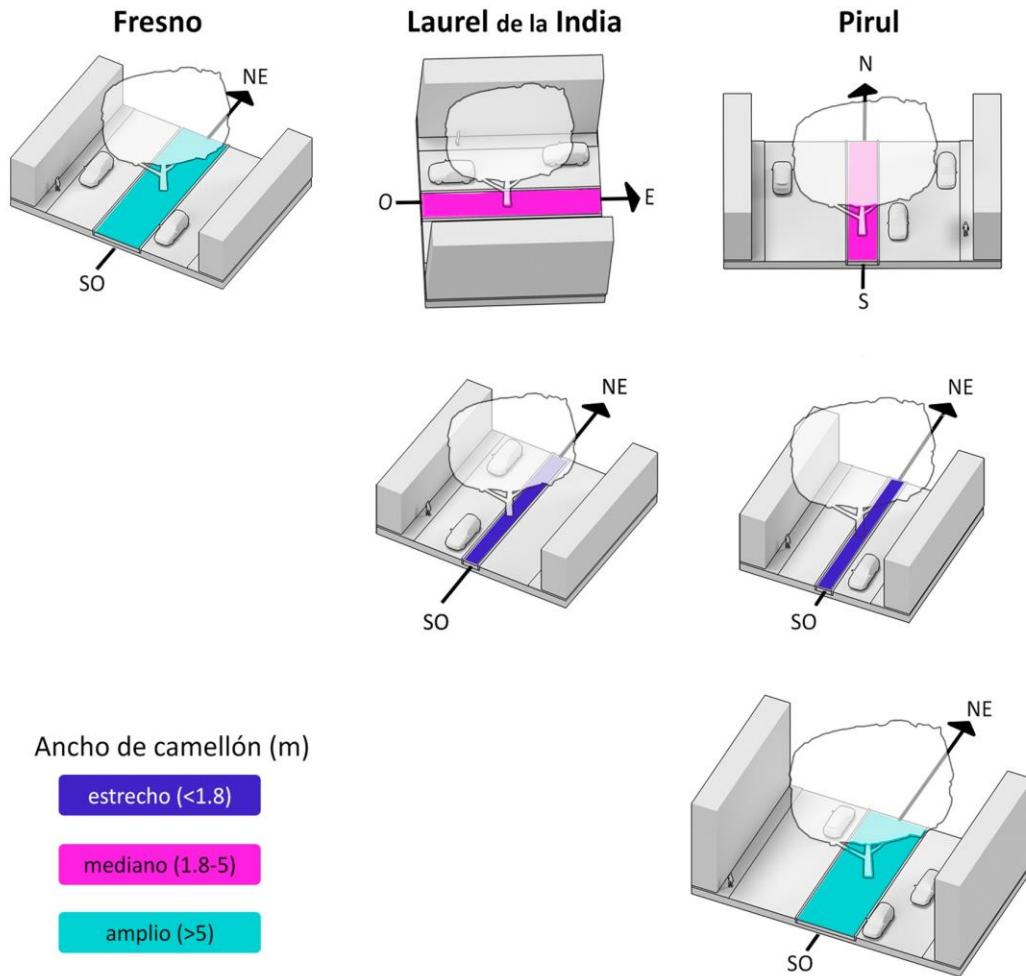 Fresno
Laurel de la India
Pirul
NE
SO
O
E
N
S
NE
SO
NE
SO
NE
SO
Ancho de camellón (m)
estrecho (<1.8)
mediano (1.8-5)
amplio (>5)